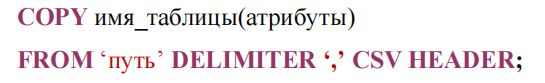 COPY имя_таблицы(атрибуты)
FROM ‘путь’ DELIMITER ‘,’ CSV HEADER;